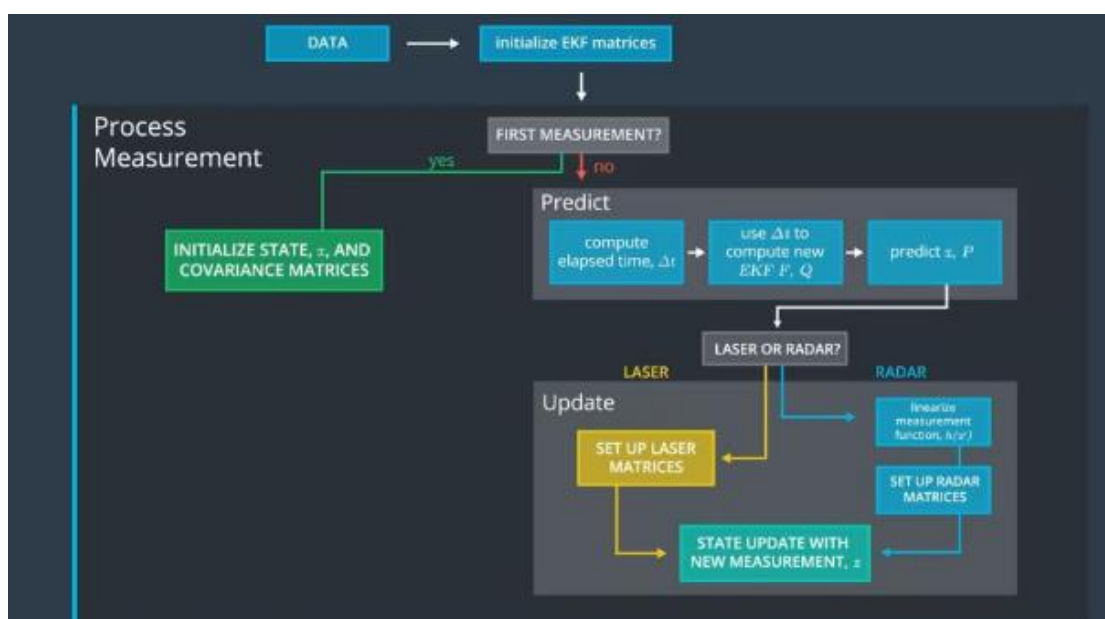 DATA
initialize EKF matrices
Process
Measurement
FIRST MEASUREMENT?
yes
no
Predict
INITIALIZE STATE, x, AND
COVARIANCE MATRICES
compute
elapsed time, Δt
use Δt to
compute new
EKF F, Q
predict x, P
LASER OR RADAR?
LASER
RADAR
Update
linearize
measurement
function, h(x')
SET UP LASER
MATRICES
SET UP RADAR
MATRICES
STATE UPDATE WITH
NEW MEASUREMENT, z